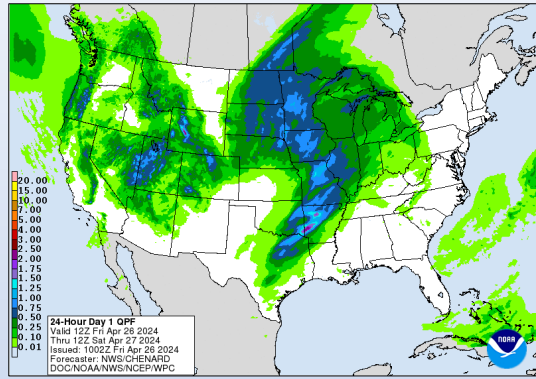 20.00
15.00
10.00
7.00
5.00
4.00
3.00
2.50
2.00
1.75
1.50
1.25
1.00
0.75
0.50
0.25
0.10
0.01
24-Hour Day 1 QPF
Valid 12Z Fri Apr 26 2024
Thru 12Z Sat Apr 27 2024
Issued: 1002Z Fri Apr 26 2024
Forecaster: NWS/CHENARD
DOC/NOAA/NWS/NCEP/WPC
NOAA